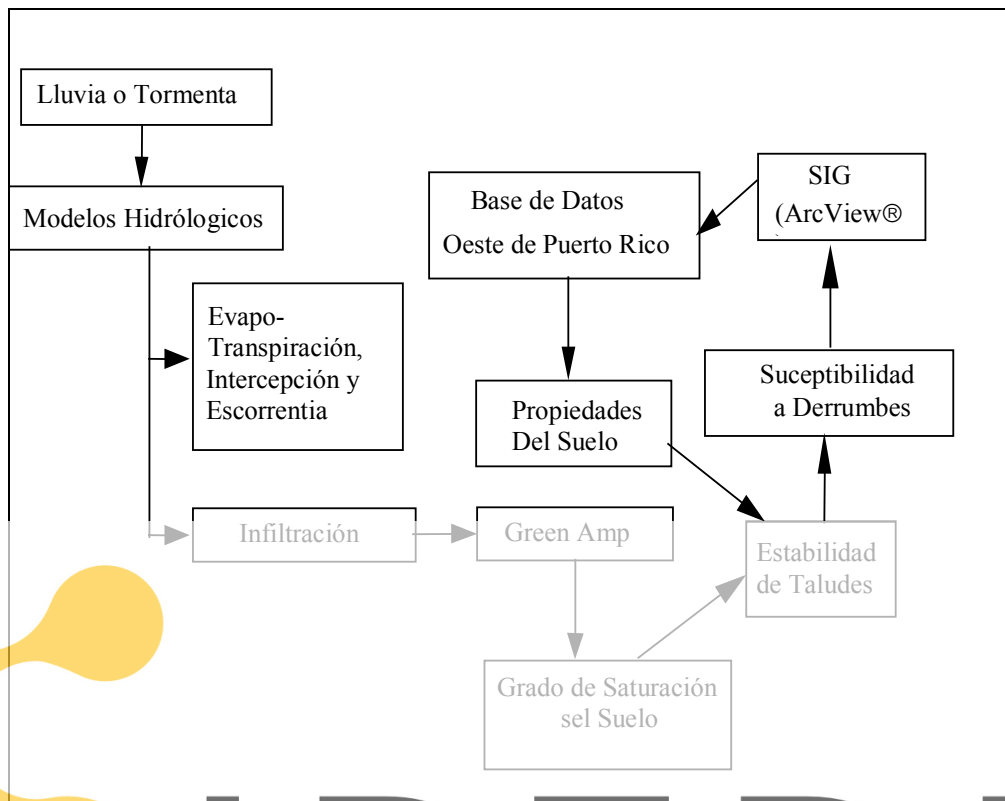 Lluvia o Tormenta
Modelos Hidrólogicos
Evapo-
Transpiración,
Intercepción y
Escorrentia
Base de Datos
Oeste de Puerto Rico
SIG
(ArcView®
Propiedades
Del Suelo
Suceptibilidad
a Derrumbes
Infiltración
Green Amp
Estabilidad
de Taludes
Grado de Saturación
sel Suelo